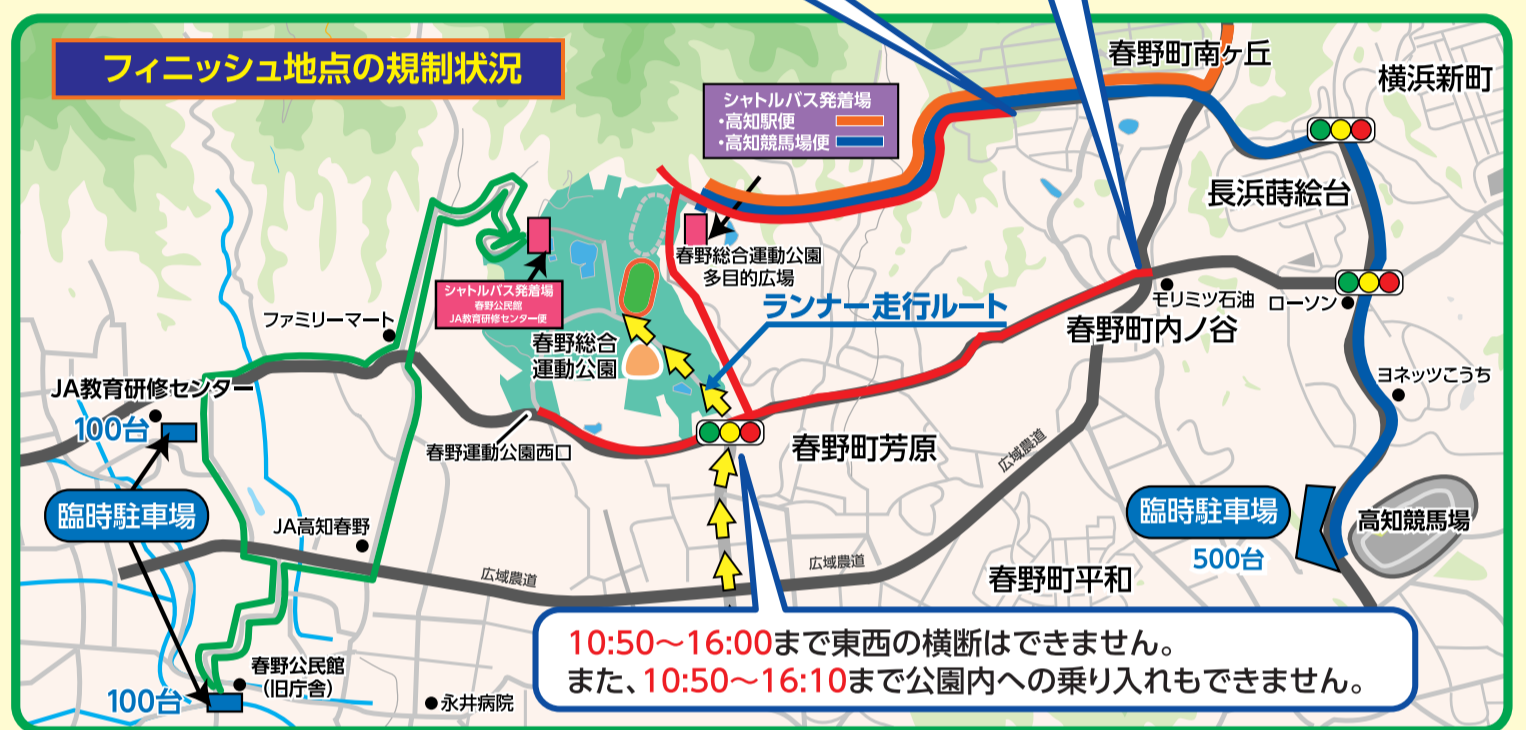 フィニッシュ地点の規制状況
春野町南ヶ丘
横浜新町
シャトルバス発着場
・高知駅便
・高知競馬場便
長浜蒔絵台
春野総合運動公園
多目的広場
シャトルバス発着場
春野公民館
JA教育研修センター便
ランナー走行ルート
モリミツ石油
ローソン
ファミリーマート
春野総合
運動公園
春野町内ノ谷
JA教育研修センター
100台
ヨネッツこうち
春野運動公園西口
春野町芳原
広域農道
臨時駐車場
JA高知春野
臨時駐車場
500台
高知競馬場
広域農道
広域農道
春野町平和
10:50〜16:00まで東西の横断はできません。
また、10:50〜16:10まで公園内への乗り入れもできません。
春野公民館
(旧庁舎)
100台
永井病院